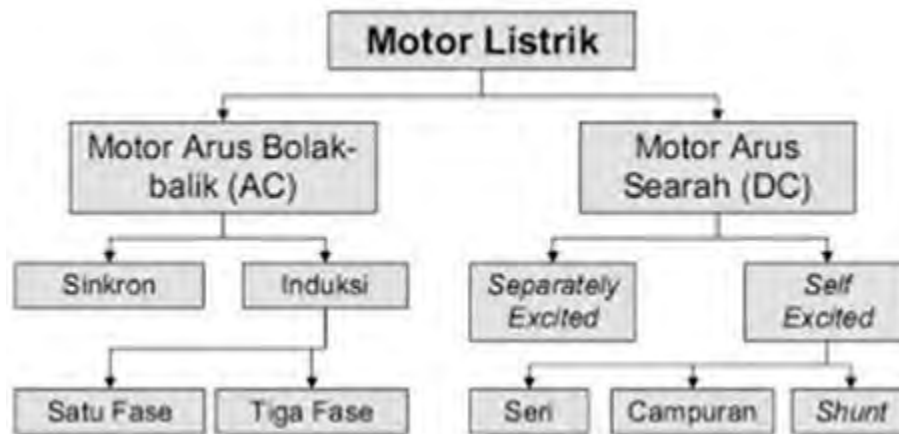 Motor Listrik
Motor Arus Bolak-
balik (AC)
Motor Arus
Searah (DC)
Sinkron
Induksi
Separately
Excited
Self
Excited
Satu Fase
Tiga Fase
Seri
Campuran
Shunt